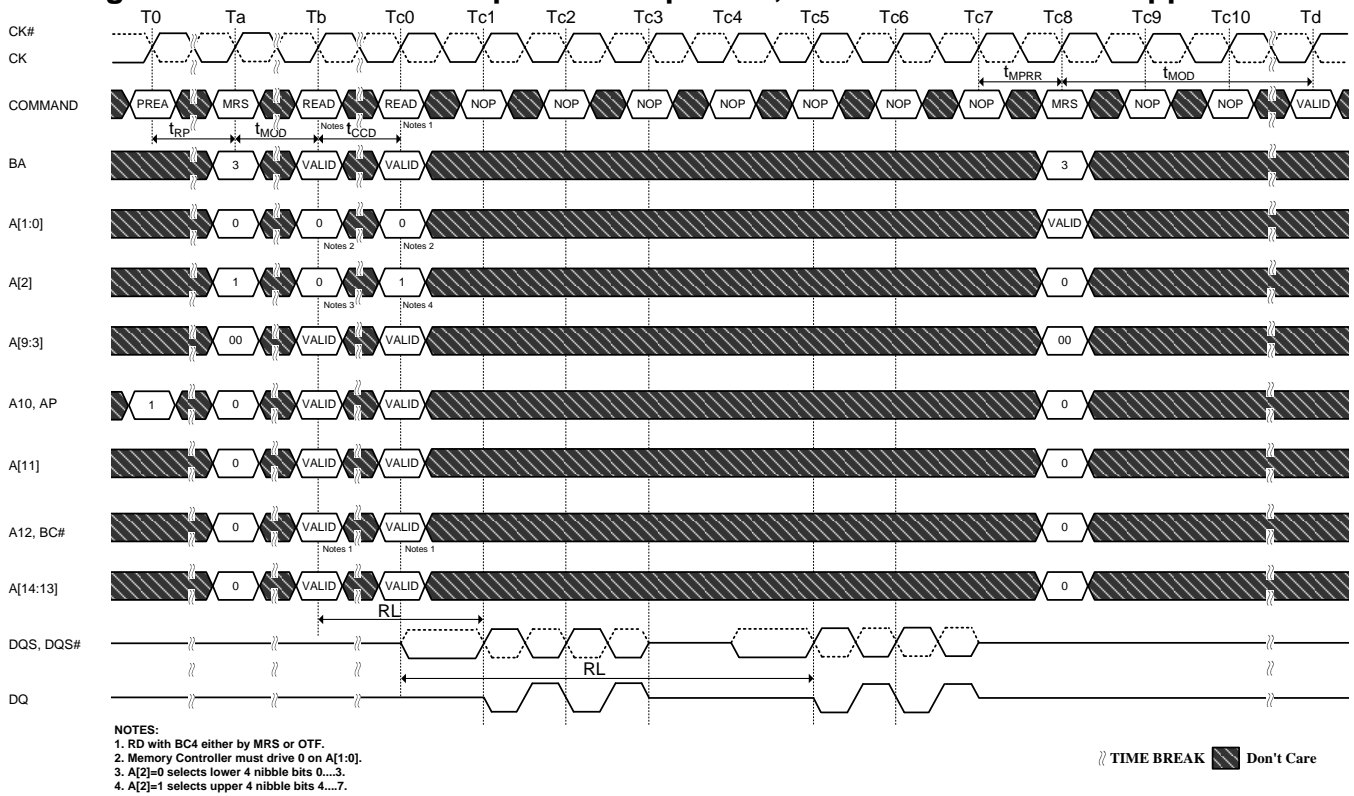 T0 Ta Tb Tc0 Tc1 Tc2 Tc3 Tc4 Tc5 Tc6 Tc7 Tc8 Tc9 Tc10 Td
CK#
CK
tMPRR tMOD
COMMAND PREA MRS READ READ NOP NOP NOP NOP NOP NOP NOP MRS NOP NOP VALID
Notes 1 Notes 1
tRP tMOD tCCD
BA 3 VALID VALID 3
A[1:0] 0 0 0 VALID
Notes 2 Notes 2
A[2] 1 0 1 0
Notes 3 Notes 4
A[9:3] 00 VALID VALID 00
A10, AP 1 0 VALID VALID 0
A[11] 0 VALID VALID 0
A12, BC# 0 VALID VALID 0
Notes 1 Notes 1
A[14:13] 0 VALID VALID 0
RL
DQS, DQS#
RL
DQ
NOTES:
1. RD with BC4 either by MRS or OTF.
2. Memory Controller must drive 0 on A[1:0].
3. A[2]=0 selects lower 4 nibble bits 0....3.
4. A[2]=1 selects upper 4 nibble bits 4....7.
TIME BREAK Don't Care